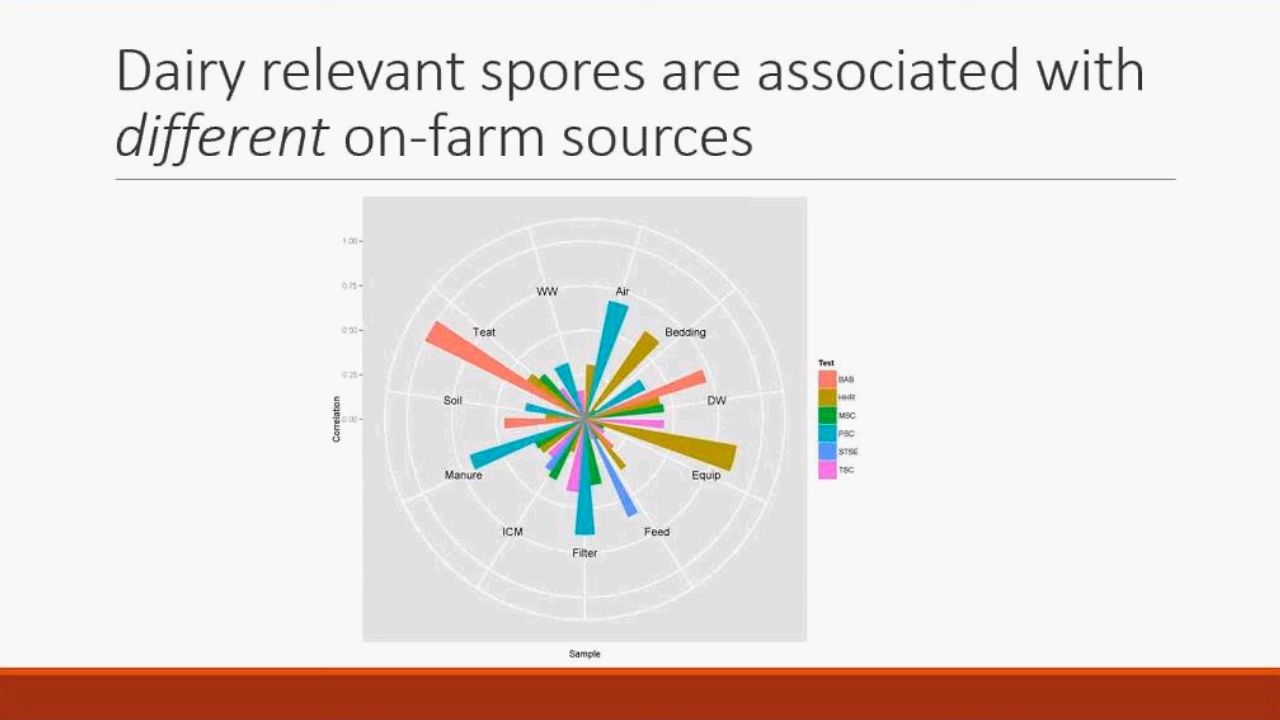 Dairy relevant spores are associated with
different on-farm sources
1.00
0.75
0.50
0.25
0.00
Correlation
WW
Air
Teat
Bedding
Soil
DW
Manure
Equip
ICM
Feed
Filter
Sample
Test
BAB
HHR
MSC
PSC
STSE
TSC